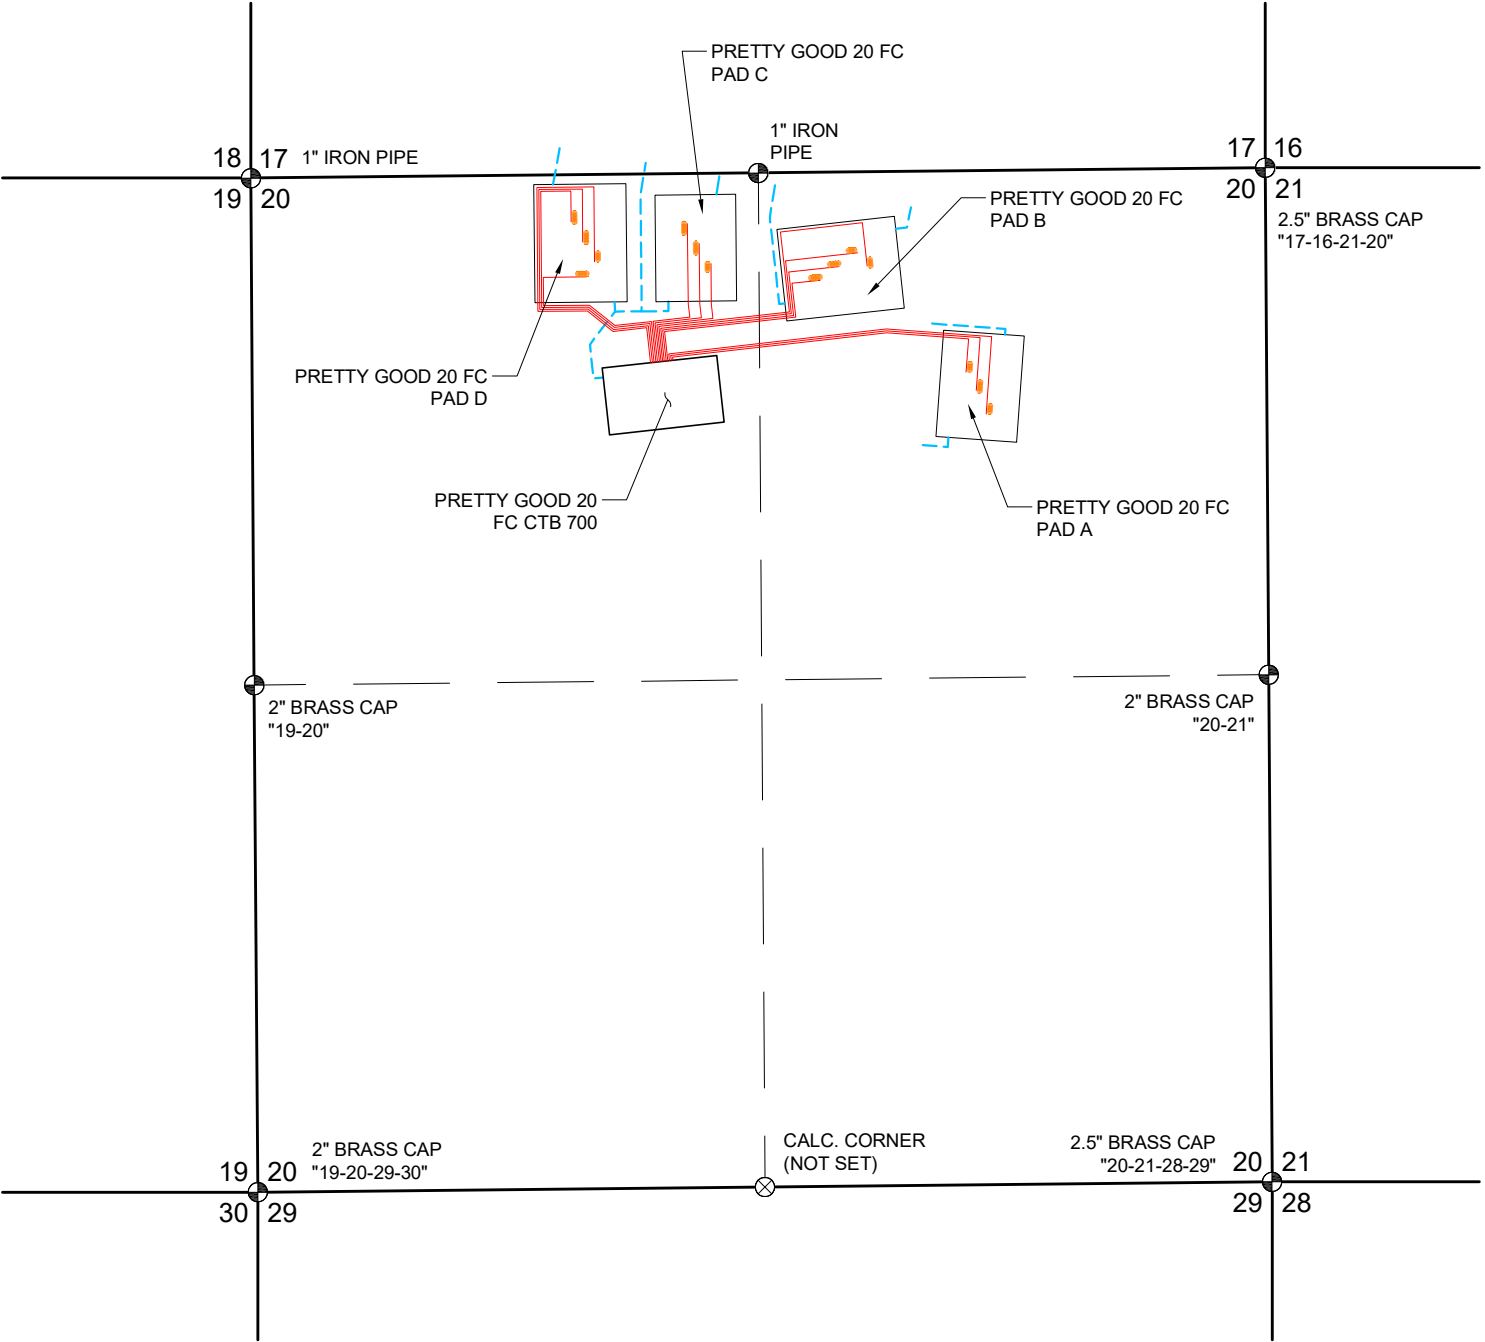 PRETTY GOOD 20 FC
PAD C
1" IRON
PIPE
18 17
1" IRON PIPE
19 20
17 16
20 21
2.5" BRASS CAP
"17-16-21-20"
PRETTY GOOD 20 FC
PAD B
PRETTY GOOD 20 FC
PAD D
PRETTY GOOD 20
FC CTB 700
PRETTY GOOD 20 FC
PAD A
2" BRASS CAP
"19-20"
2" BRASS CAP
"20-21"
2" BRASS CAP
"19-20-29-30"
19 20
30 29
CALC. CORNER
(NOT SET)
2.5" BRASS CAP
"20-21-28-29"
20 21
29 28